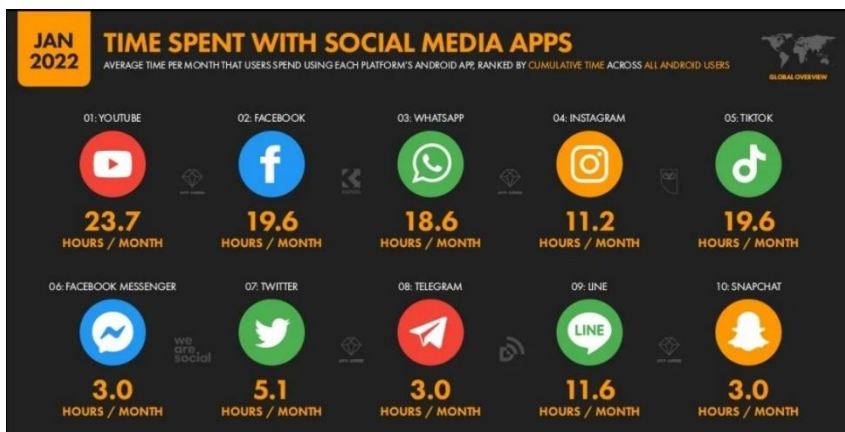 JAN
2022
TIME SPENT WITH SOCIAL MEDIA APPS
AVERAGE TIME PER MONTH THAT USERS SPEND USING EACH PLATFORM'S ANDROID APP, RANKED BY CUMULATIVE TIME ACROSS ALL ANDROID USERS
GLOBAL OVERVIEW
01: YOUTUBE
02: FACEBOOK
03: WHATSAPP
04: INSTAGRAM
05: TIKTOK
23.7
HOURS / MONTH
19.6
HOURS / MONTH
18.6
HOURS / MONTH
11.2
HOURS / MONTH
19.6
HOURS / MONTH
06: FACEBOOK MESSENGER
07: TWITTER
08: TELEGRAM
09: LINE
10: SNAPCHAT
we
are.
social
LINE
3.0
HOURS / MONTH
5.1
HOURS / MONTH
3.0
HOURS / MONTH
11.6
HOURS / MONTH
3.0
HOURS / MONTH